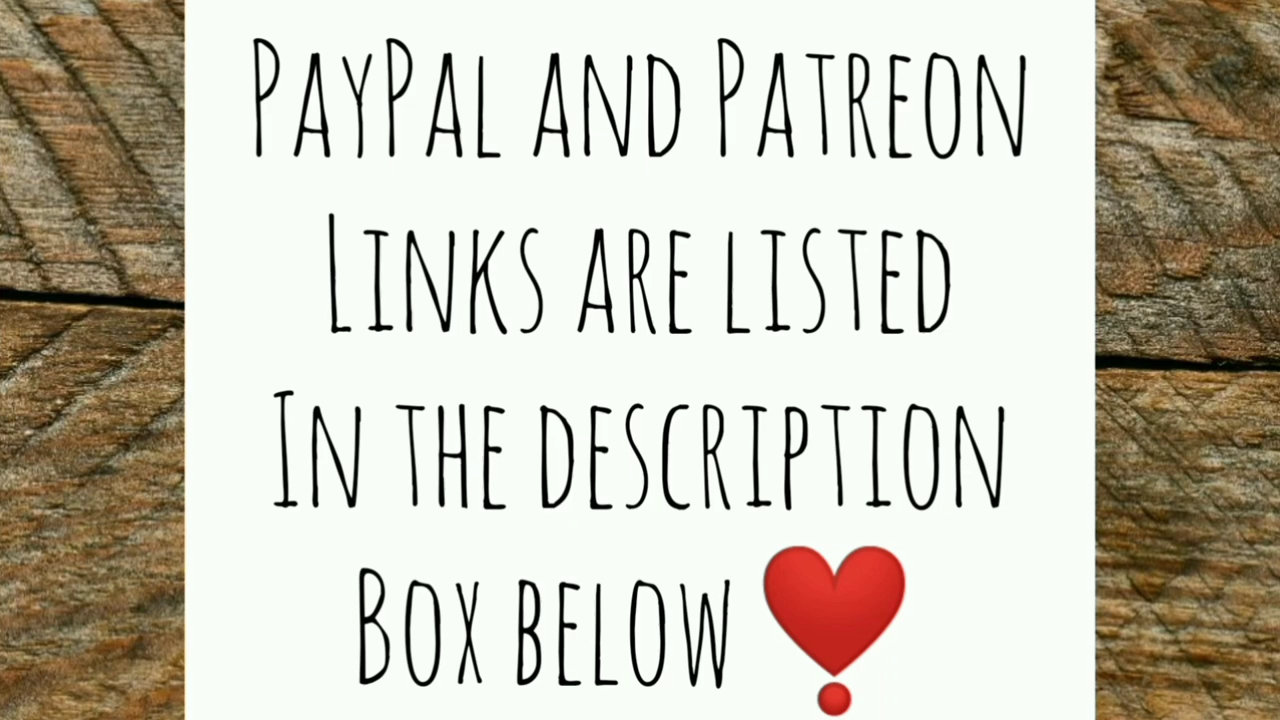 PayPal and Patreon
Links are listed
In the description
Box below ❣